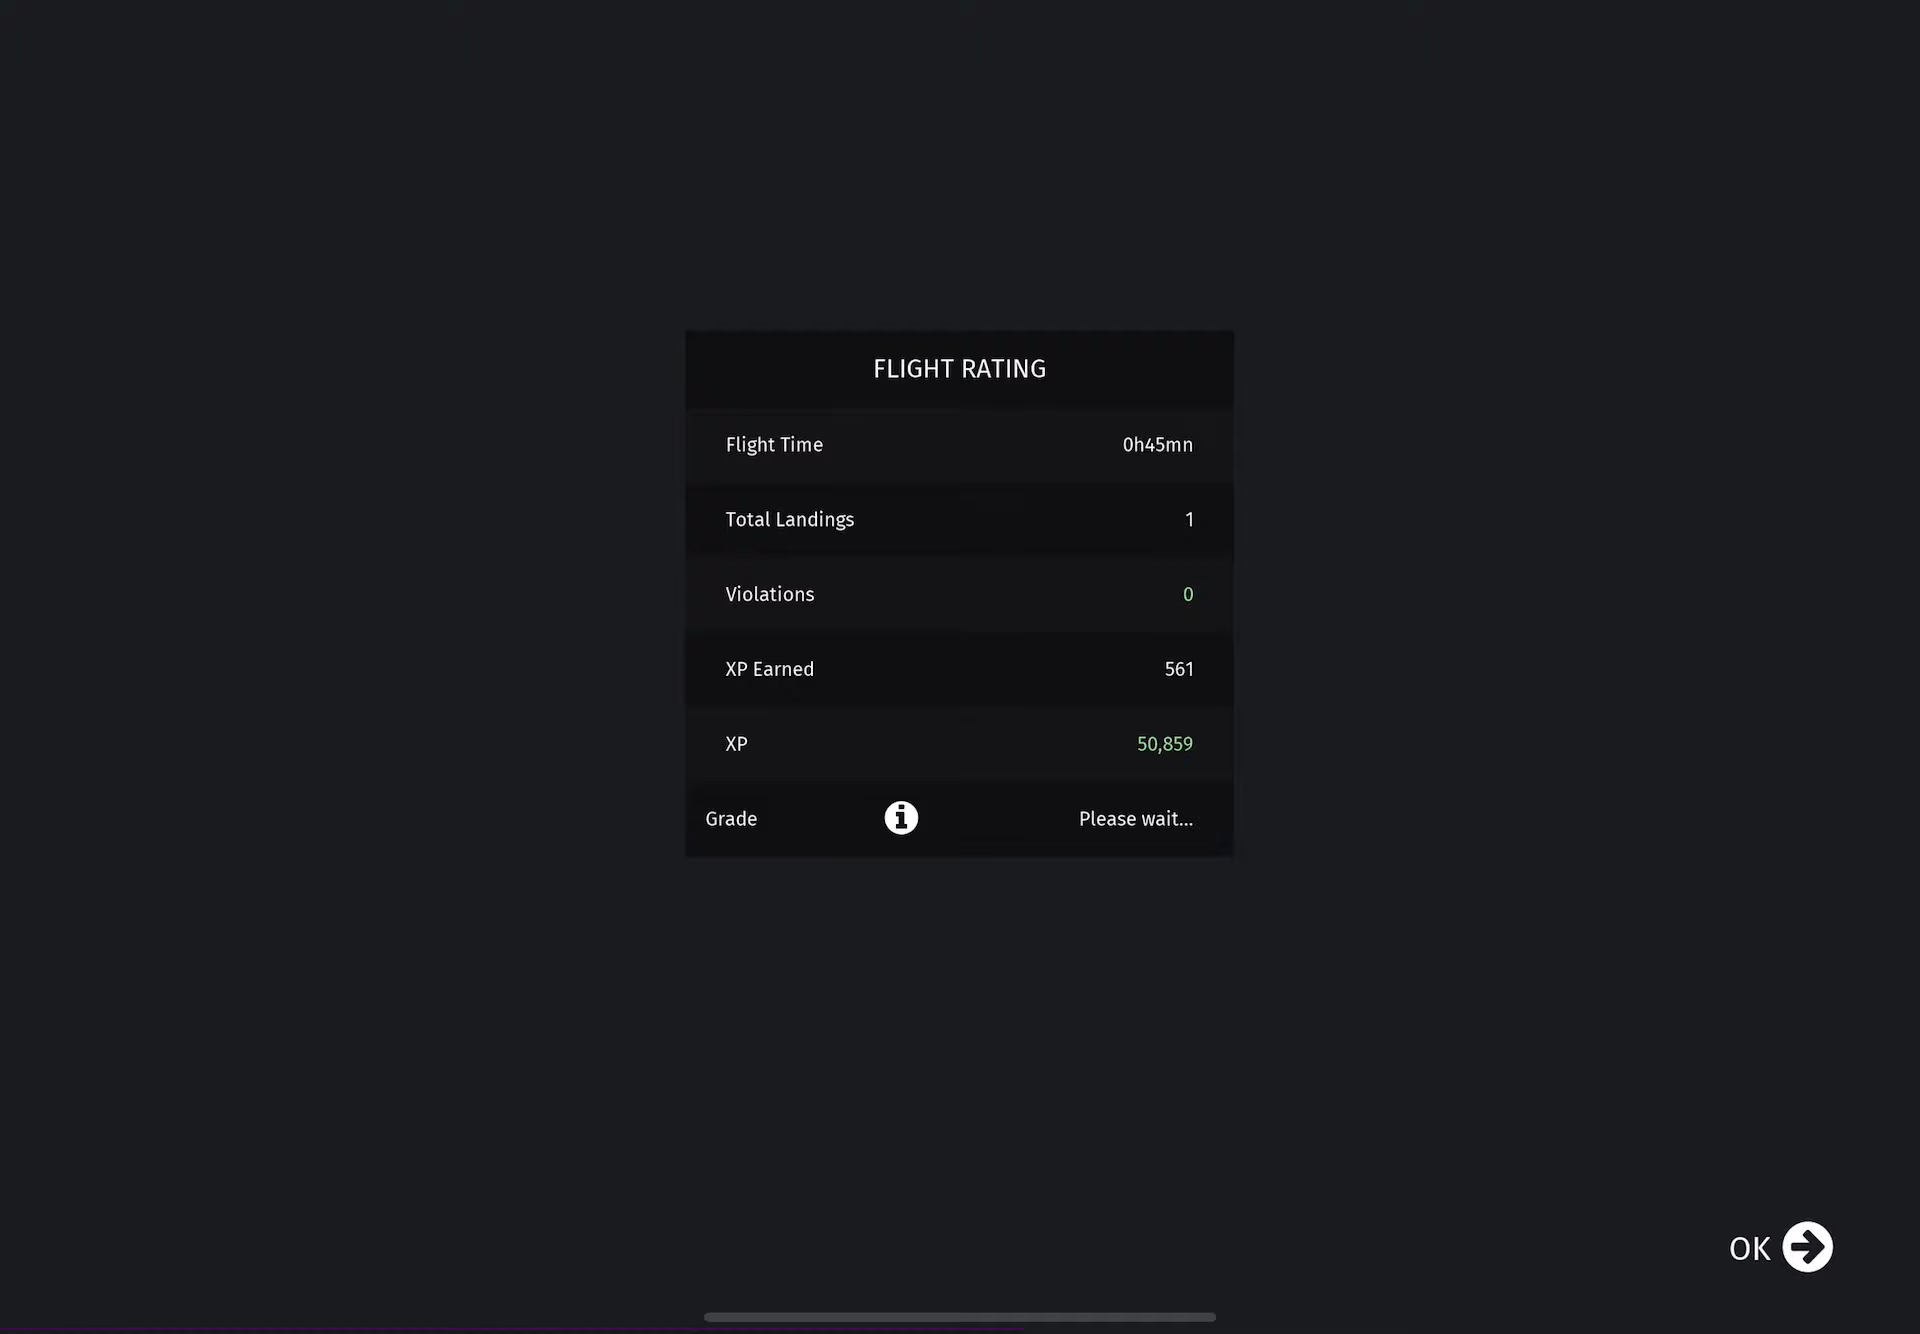 FLIGHT RATING
Flight Time 0h45mn
Total Landings 1
Violations 0
XP Earned 561
XP 50,859
Grade Please wait...
OK